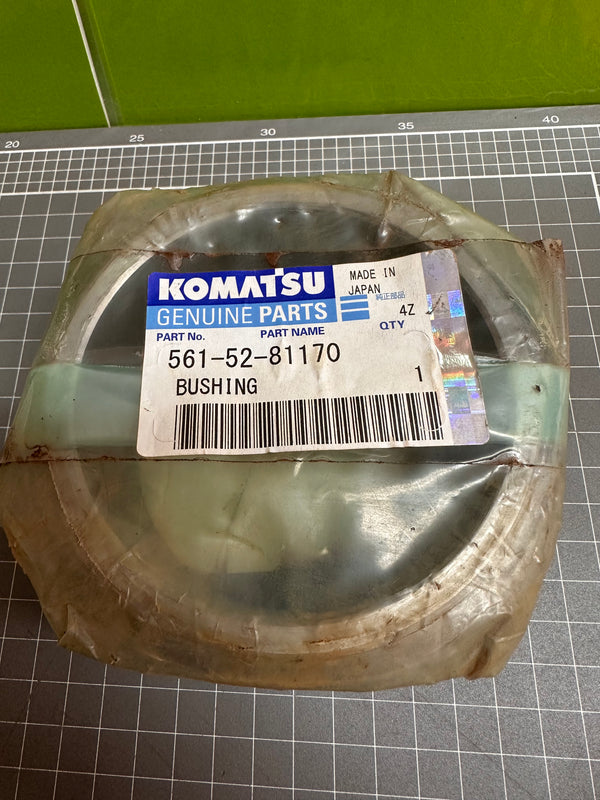 20 25 30 35 40
KOMATSU
MADE IN
JAPAN
純正部品
GENUINE PARTS
4Z
PART No. PART NAME QTY
561-52-81170
BUSHING 1